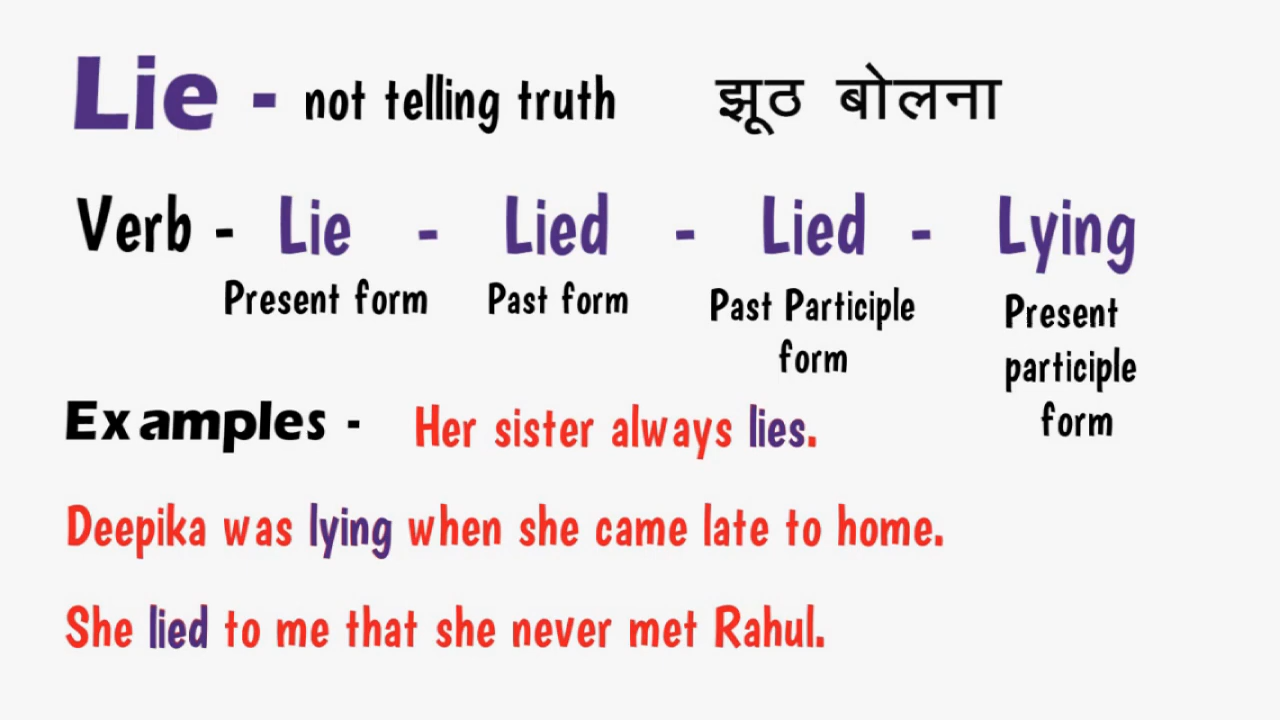 Lie - not telling truth झूठ बोलना
Verb - Lie - Lied - Lied - Lying
Present form Past form Past Participle form Present participle form
Examples - Her sister always lies.
Deepika was lying when she came late to home.
She lied to me that she never met Rahul.